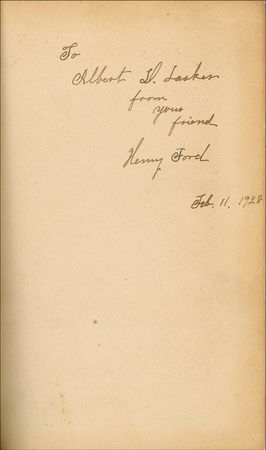 To
Albert D. Lasker
from
your
friend
Henry Ford
Feb. 11, 1928